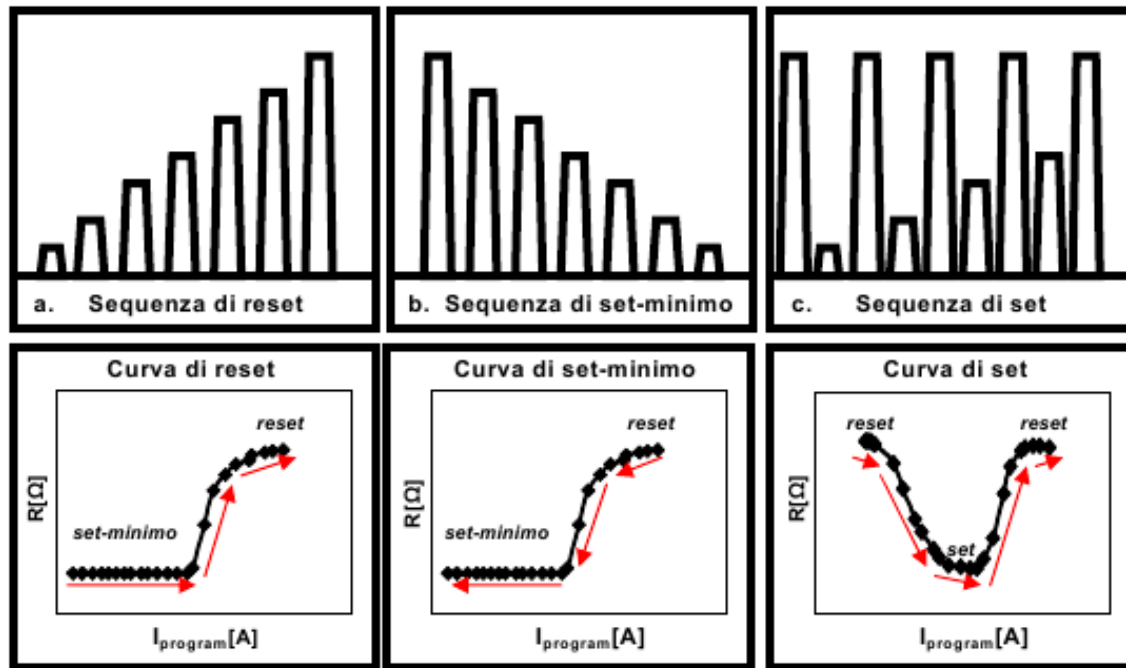 a. Sequenza di reset
b. Sequenza di set-minimo
c. Sequenza di set
Curva di reset
reset
set-minimo
R[Ω]
Iprogram[A]
Curva di set-minimo
reset
set-minimo
R[Ω]
Iprogram[A]
Curva di set
reset
reset
set
R[Ω]
Iprogram[A]